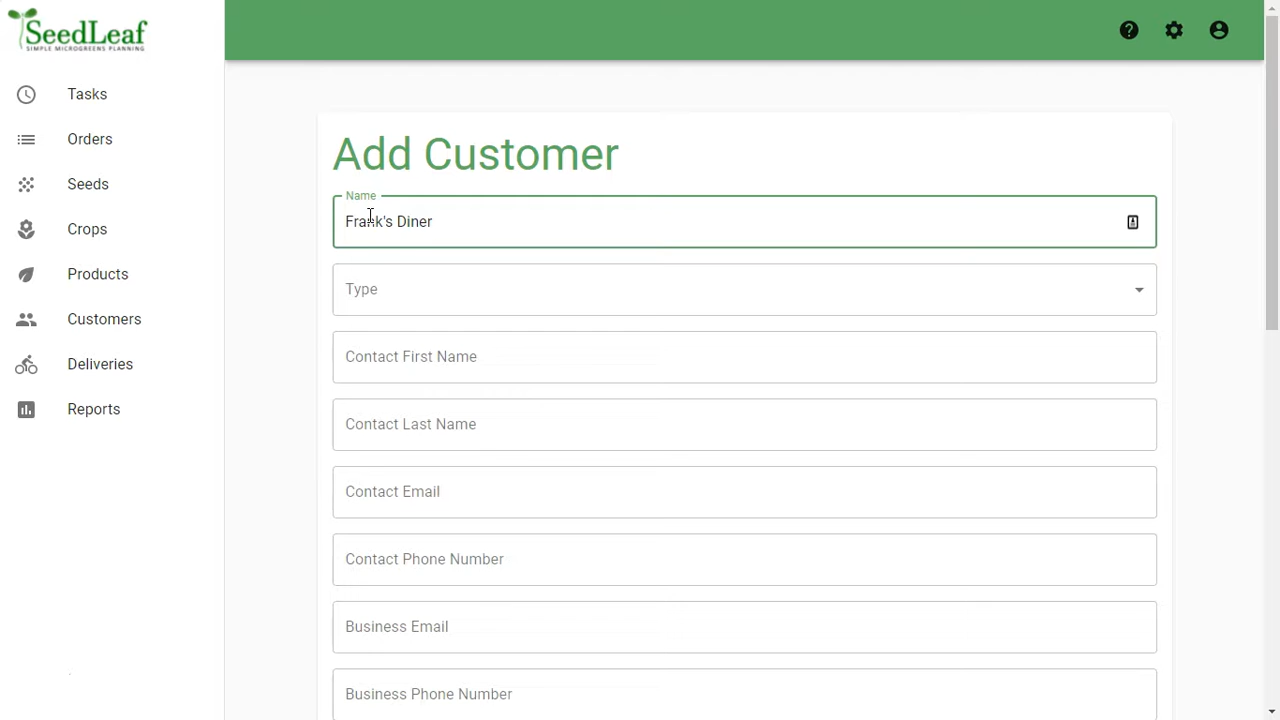 SeedLeaf
SIMPLE MICROGREENS PLANNING
Tasks
Orders
Seeds
Crops
Products
Customers
Deliveries
Reports
Add Customer
Name
Frank's Diner
Type
Contact First Name
Contact Last Name
Contact Email
Contact Phone Number
Business Email
Business Phone Number